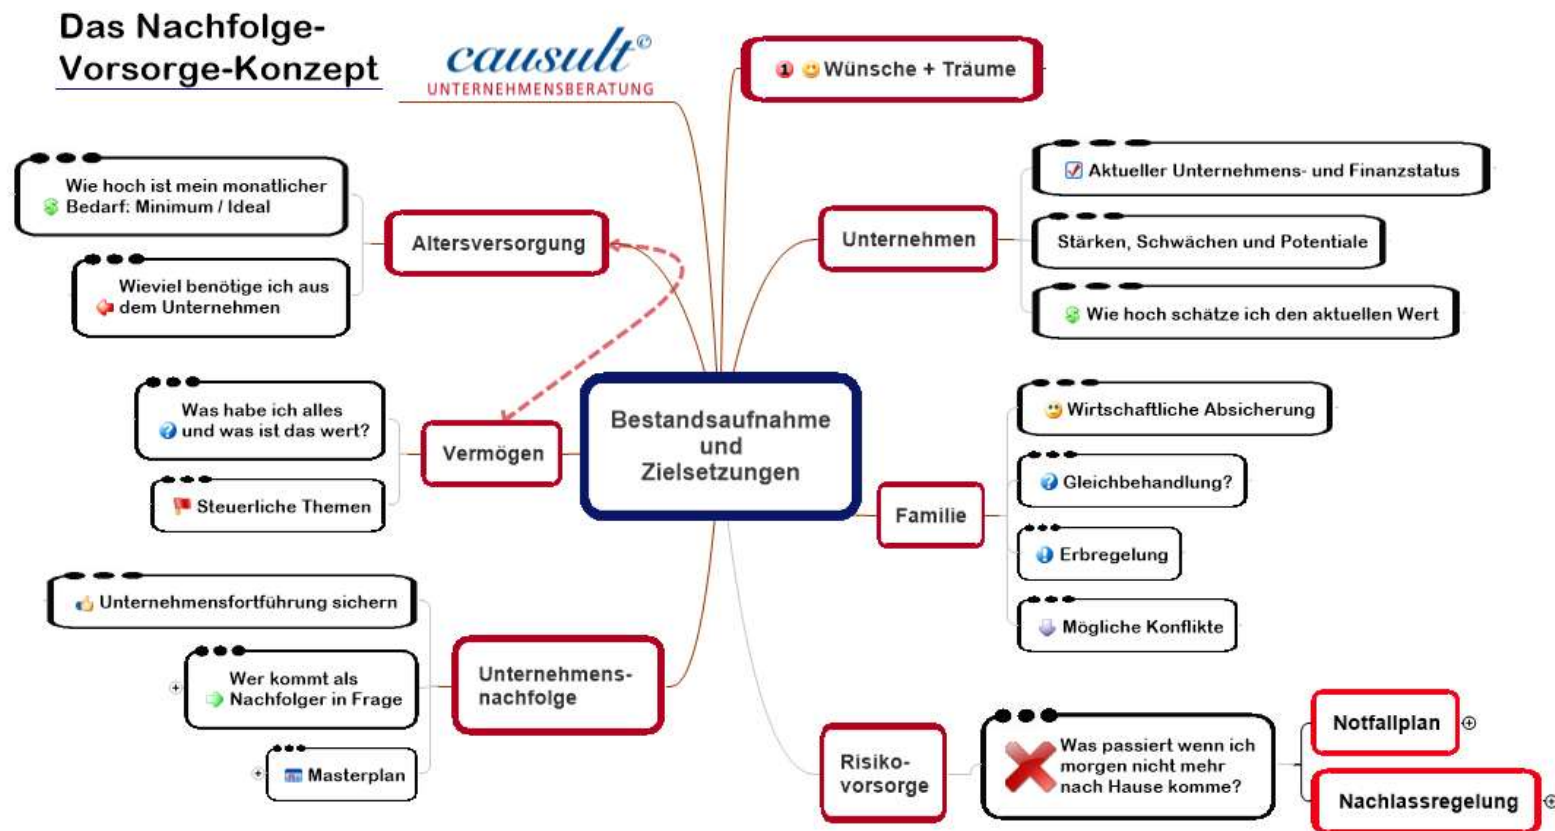 Das Nachfolge-
Vorsorge-Konzept
causult©
UNTERNEHMENSBERATUNG
1 Wünsche + Träume
Wie hoch ist mein monatlicher
Bedarf: Minimum / Ideal
Wieviel benötige ich aus
dem Unternehmen
Altersversorgung
Unternehmen
Aktueller Unternehmens- und Finanzstatus
Stärken, Schwächen und Potentiale
Wie hoch schätze ich den aktuellen Wert
Was habe ich alles
und was ist das wert?
Steuerliche Themen
Vermögen
Bestandsaufnahme
und
Zielsetzungen
Familie
Wirtschaftliche Absicherung
Gleichbehandlung?
Erbregelung
Mögliche Konflikte
Unternehmensfortführung sichern
Wer kommt als
Nachfolger in Frage
Masterplan
Unternehmens-
nachfolge
Risiko-
vorsorge
Was passiert wenn ich
morgen nicht mehr
nach Hause komme?
Notfallplan
Nachlassregelung